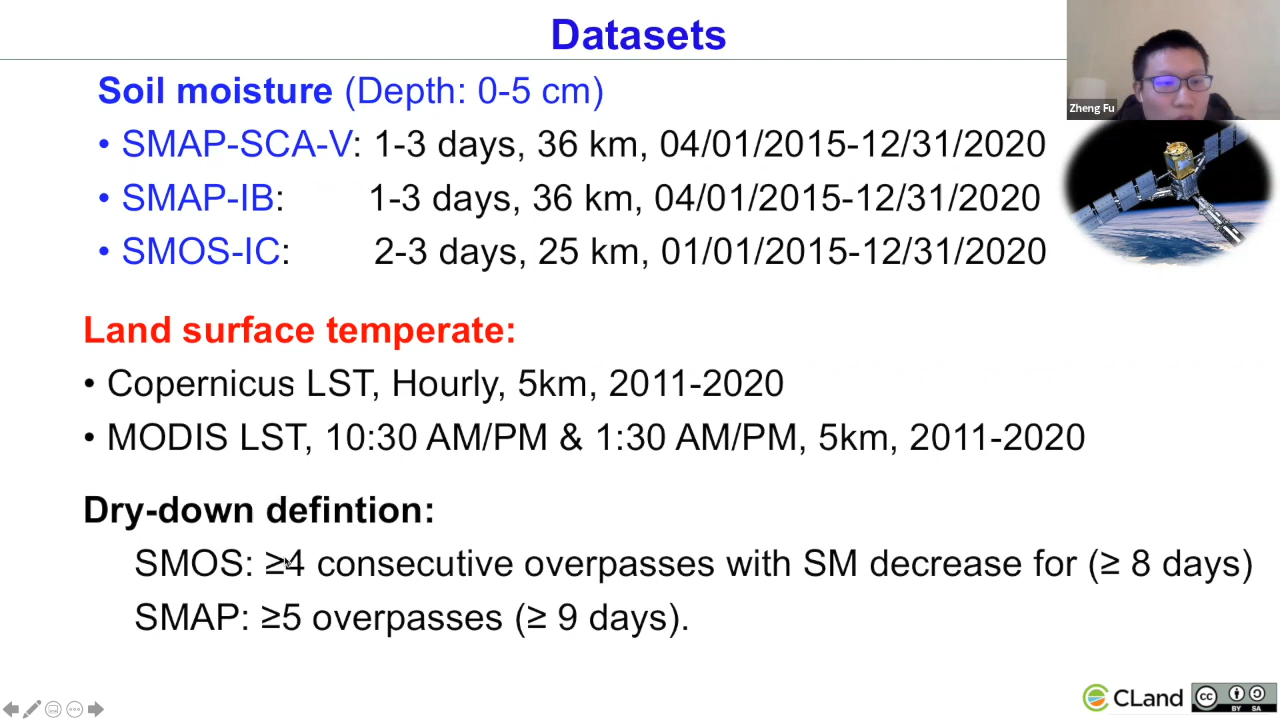 Datasets
Zheng Fu
Soil moisture (Depth: 0-5 cm)
• SMAP-SCA-V: 1-3 days, 36 km, 04/01/2015-12/31/2020
• SMAP-IB: 1-3 days, 36 km, 04/01/2015-12/31/2020
• SMOS-IC: 2-3 days, 25 km, 01/01/2015-12/31/2020
Land surface temperate:
• Copernicus LST, Hourly, 5km, 2011-2020
• MODIS LST, 10:30 AM/PM & 1:30 AM/PM, 5km, 2011-2020
Dry-down defintion:
SMOS: ≥4 consecutive overpasses with SM decrease for (≥ 8 days)
SMAP: ≥5 overpasses (≥ 9 days).
CLand
cc
BY SA